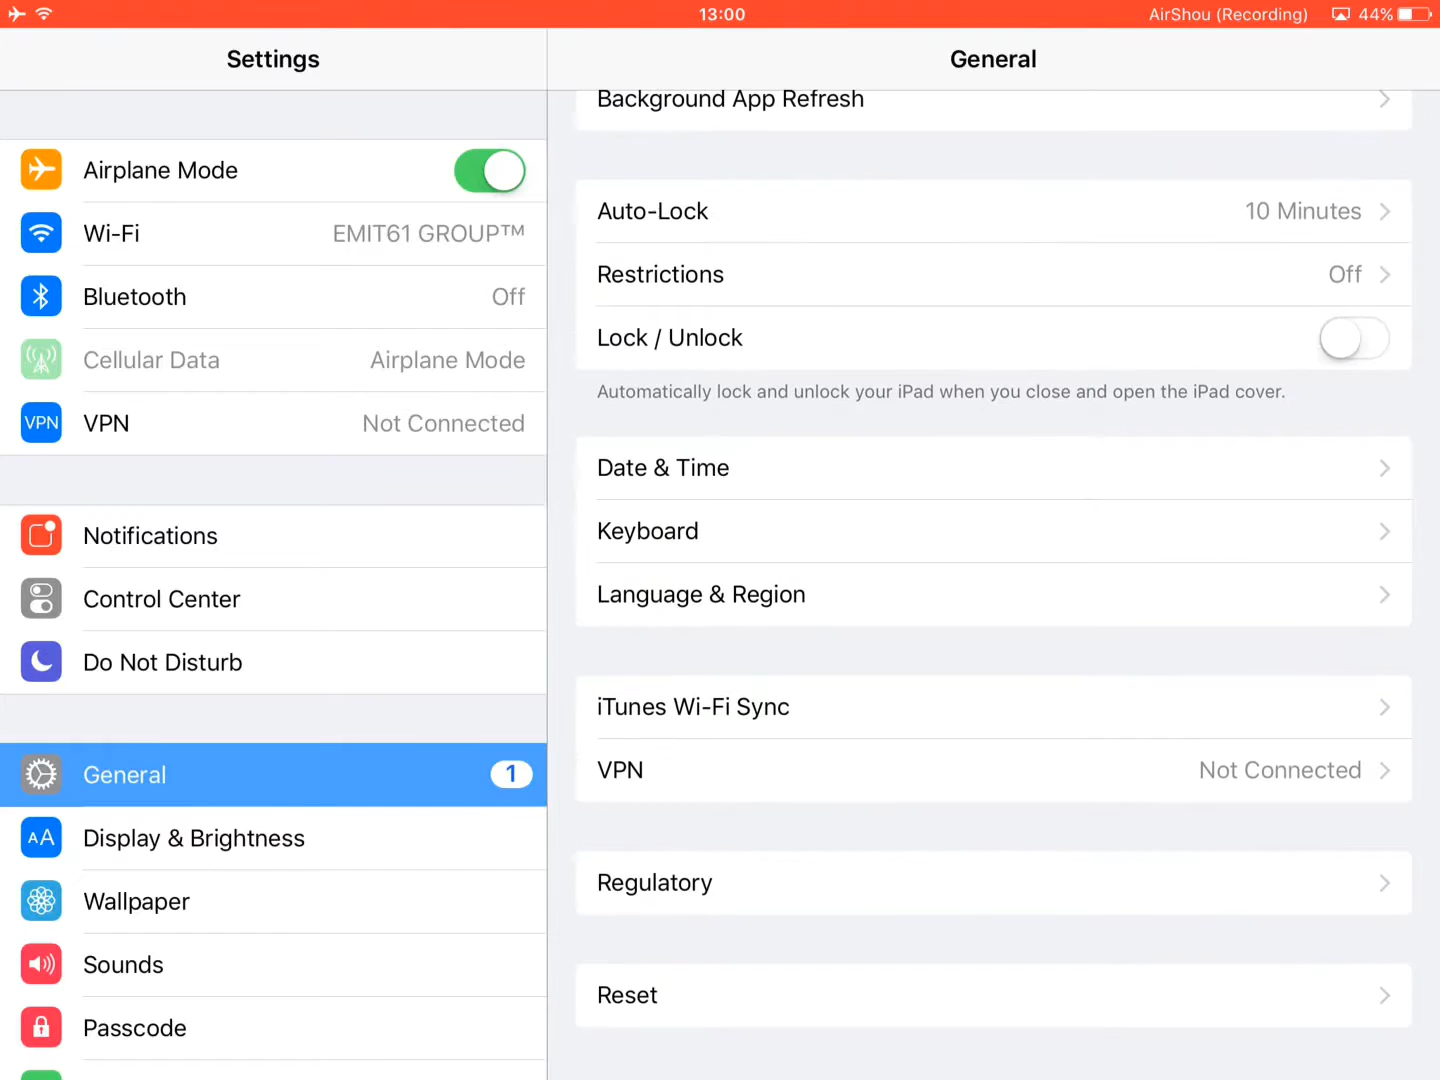 13:00
AirShou (Recording)
44%
Settings
General
Airplane Mode
Wi-Fi
EMIT61 GROUP™
Bluetooth
Off
Cellular Data
Airplane Mode
VPN
VPN
Not Connected
Notifications
Control Center
Do Not Disturb
General
1
AA
Display & Brightness
Wallpaper
Sounds
Passcode
Background App Refresh
Auto-Lock
10 Minutes
Restrictions
Off
Lock / Unlock
Automatically lock and unlock your iPad when you close and open the iPad cover.
Date & Time
Keyboard
Language & Region
iTunes Wi-Fi Sync
VPN
Not Connected
Regulatory
Reset